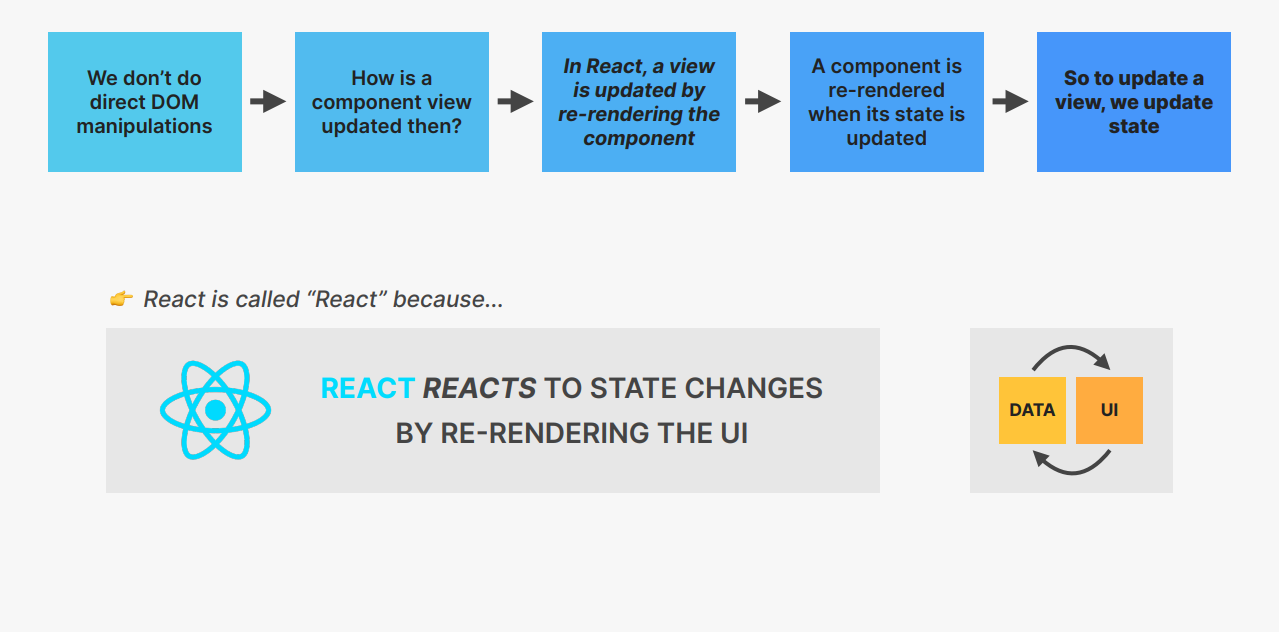 We don’t do
direct DOM
manipulations
How is a
component view
updated then?
In React, a view
is updated by
re-rendering the
component
A component is
re-rendered
when its state is
updated
So to update a
view, we update
state
👉 React is called “React” because…
REACT REACTS TO STATE CHANGES
BY RE-RENDERING THE UI
DATA
UI